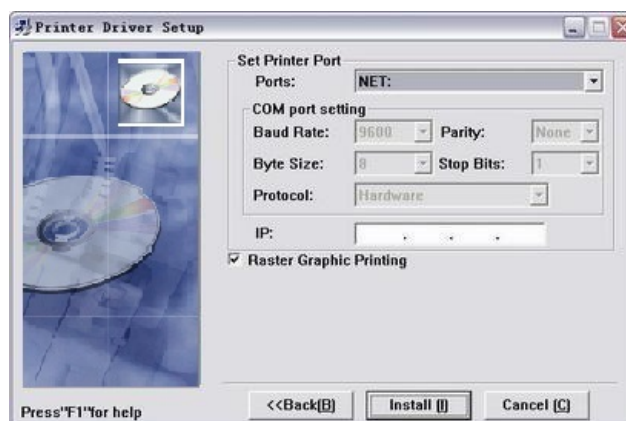 Printer Driver Setup
Set Printer Port
Ports: NET:
COM port setting
Baud Rate: 9600 Parity: None
Byte Size: 8 Stop Bits: 1
Protocol: Hardware
IP: . . .
Raster Graphic Printing
Press"F1"for help
<<Back(B) Install (I) Cancel (C)